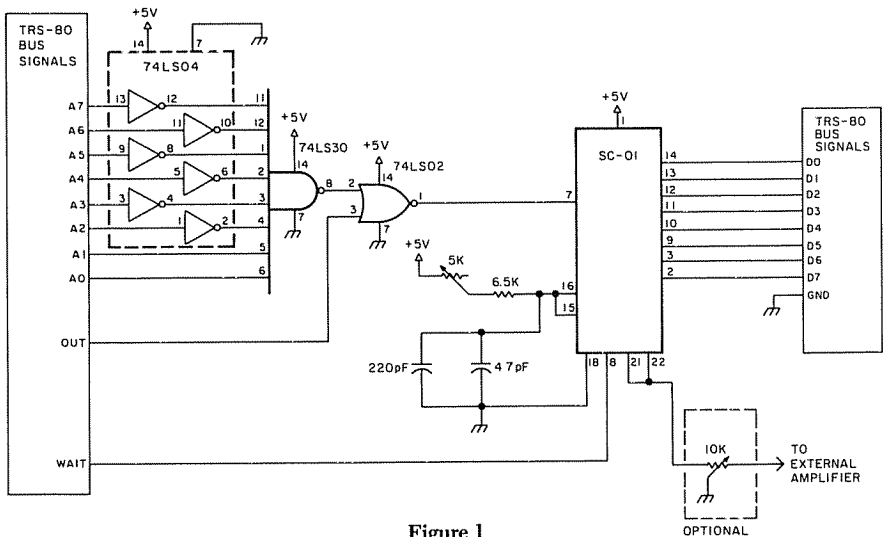 TRS-80
BUS
SIGNALS
+5V
14
7
74LS04
A7
13
12
11
A6
11
10
12
A5
9
8
1
A4
5
6
2
A3
3
4
3
A2
1
2
4
A1
5
A0
6
OUT
WAIT
+5V
74LS30
14
8
7
+5V
74LS02
14
2
3
1
7
+5V
1
SC-01
7
14
13
12
11
10
9
3
2
16
15
18
8
21
22
+5V
5K
6.5K
220pF
47pF
TRS-80
BUS
SIGNALS
D0
D1
D2
D3
D4
D5
D6
D7
GND
10K
TO
EXTERNAL
AMPLIFIER
OPTIONAL
Figure 1